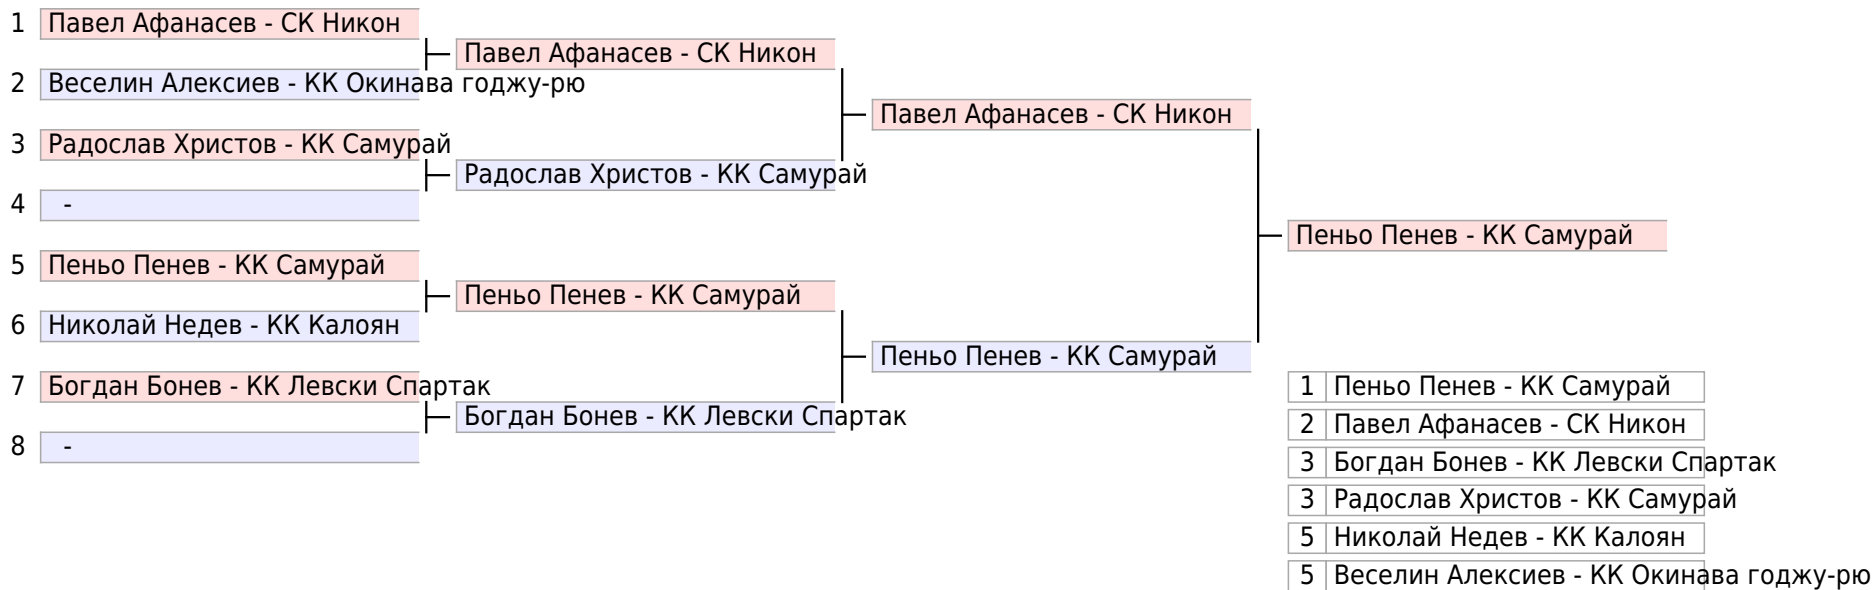 1 Павел Афанасев - СК Никон
Павел Афанасев - СК Никон
2 Веселин Алексиев - КК Окинава годжу-рю
Павел Афанасев - СК Никон
3 Радослав Христов - КК Самурай
Радослав Христов - КК Самурай
4 -
Пеньо Пенев - КК Самурай
5 Пеньо Пенев - КК Самурай
Пеньо Пенев - КК Самурай
6 Николай Недев - КК Калоян
Пеньо Пенев - КК Самурай
7 Богдан Бонев - КК Левски Спартак
Богдан Бонев - КК Левски Спартак
8 -
1 Пеньо Пенев - КК Самурай
2 Павел Афанасев - СК Никон
3 Богдан Бонев - КК Левски Спартак
3 Радослав Христов - КК Самурай
5 Николай Недев - КК Калоян
5 Веселин Алексиев - КК Окинава годжу-рю